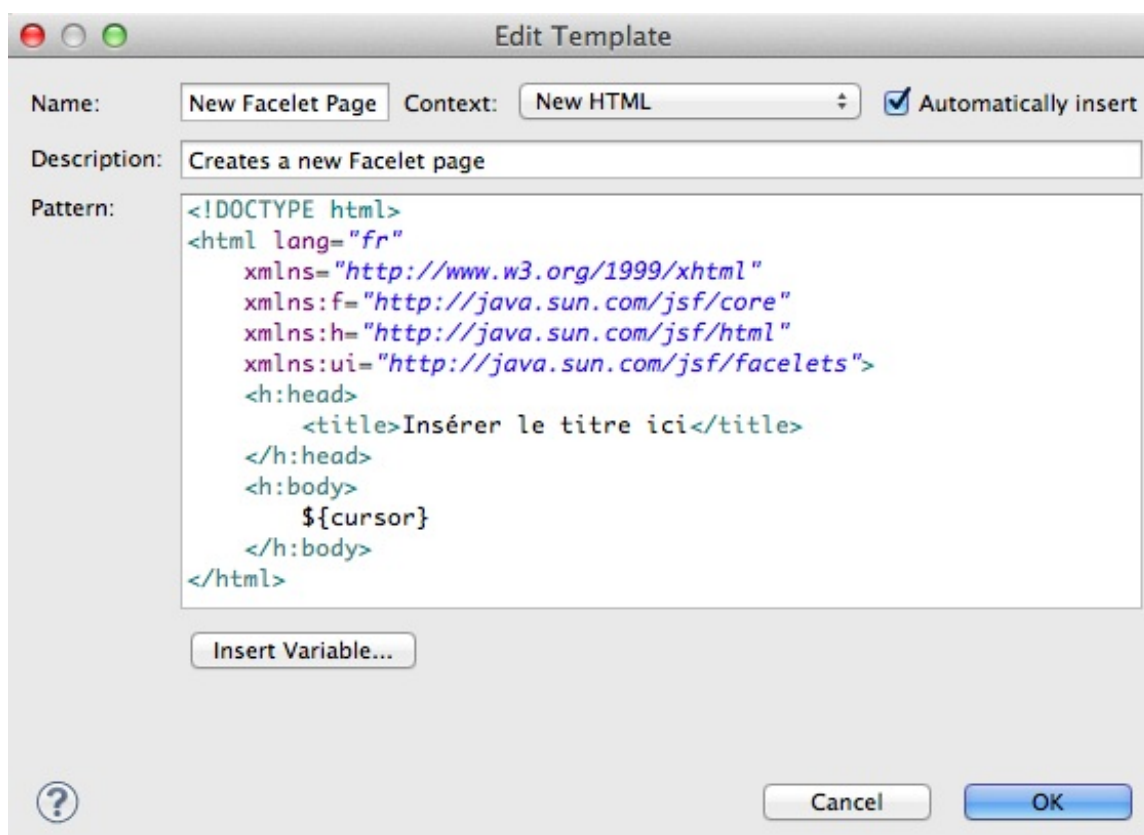 Edit Template
Name: New Facelet Page Context: New HTML Automatically insert
Description: Creates a new Facelet page
Pattern:
<!DOCTYPE html>
<html lang="fr"
    xmlns="http://www.w3.org/1999/xhtml"
    xmlns:f="http://java.sun.com/jsf/core"
    xmlns:h="http://java.sun.com/jsf/html"
    xmlns:ui="http://java.sun.com/jsf/facelets">
    <h:head>
        <title>Insérer le titre ici</title>
    </h:head>
    <h:body>
        ${cursor}
    </h:body>
</html>
Insert Variable...
? Cancel OK